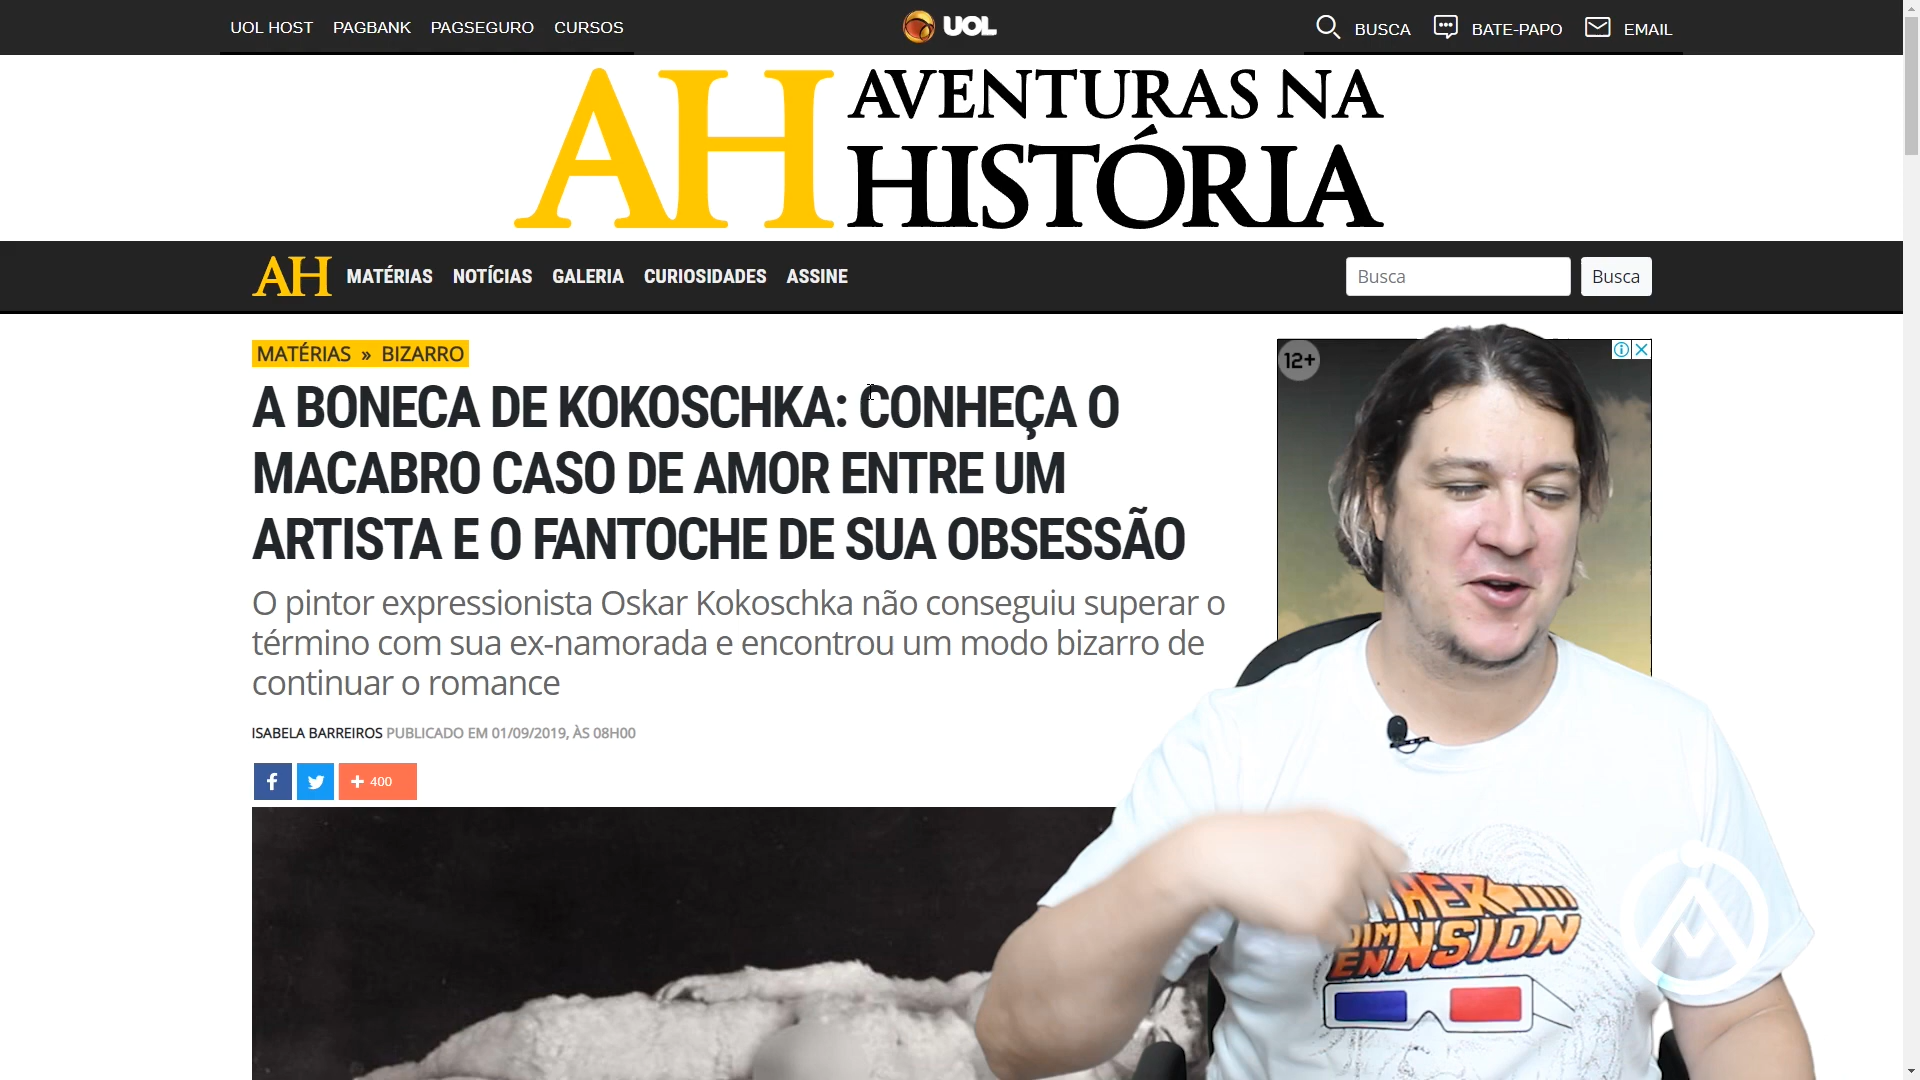 UOL HOST PAGBANK PAGSEGURO CURSOS UOL BUSCA BATE-PAPO EMAIL
AH AVENTURAS NA
HISTÓRIA
AH MATÉRIAS NOTÍCIAS GALERIA CURIOSIDADES ASSINE Busca Busca
MATÉRIAS » BIZARRO
12+
A BONECA DE KOKOSCHKA: CONHEÇA O
MACABRO CASO DE AMOR ENTRE UM
ARTISTA E O FANTOCHE DE SUA OBSESSÃO
O pintor expressionista Oskar Kokoschka não conseguiu superar o
término com sua ex-namorada e encontrou um modo bizarro de
continuar o romance
ISABELA BARREIROS PUBLICADO EM 01/09/2019, ÀS 08H00
f + 400